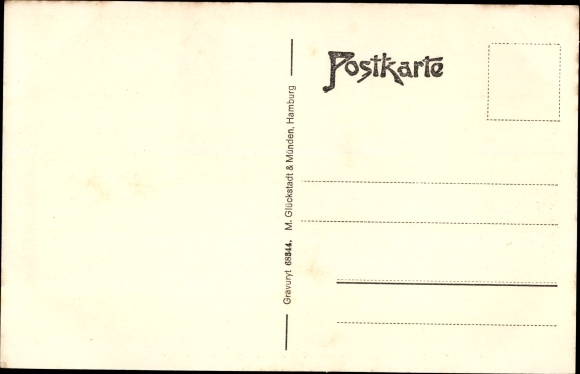 Postkarte
Gravuryt 68344. M. Glückstadt & Münden, Hamburg